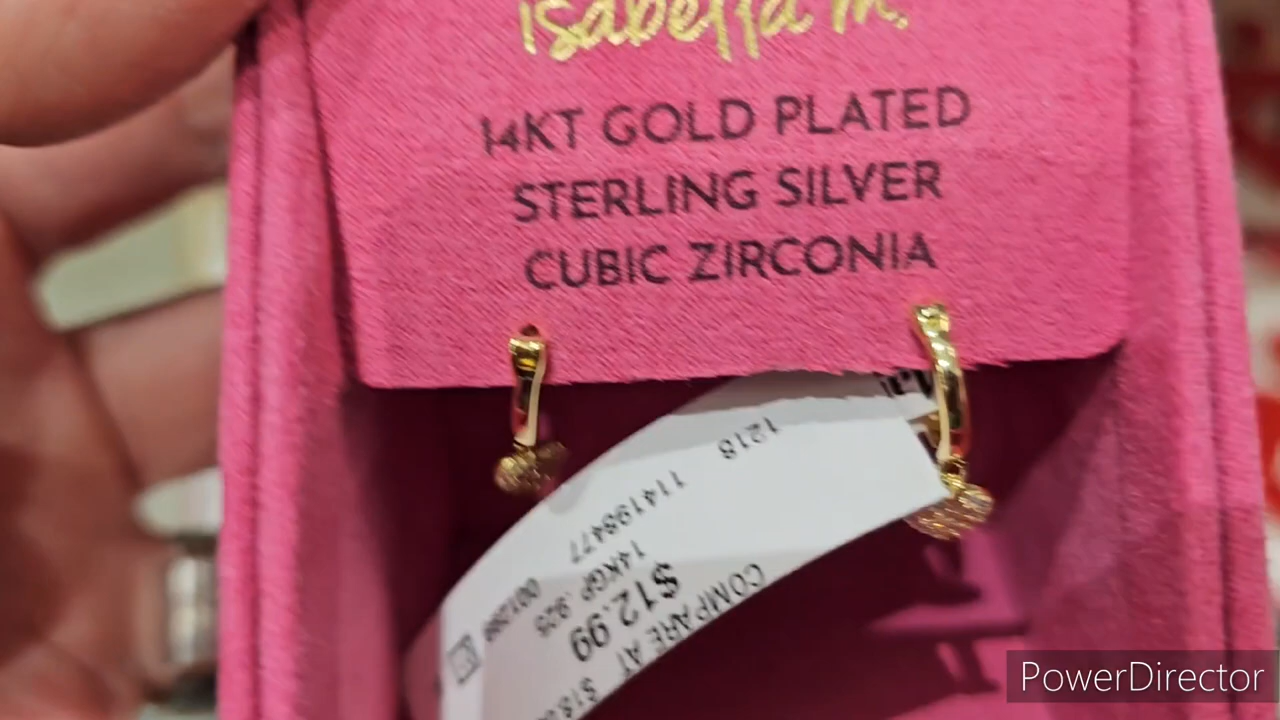 isabella m.
14KT GOLD PLATED
STERLING SILVER
CUBIC ZIRCONIA
1218
114198477
14KGP .925
$12.99
COMPARE AT
PowerDirector